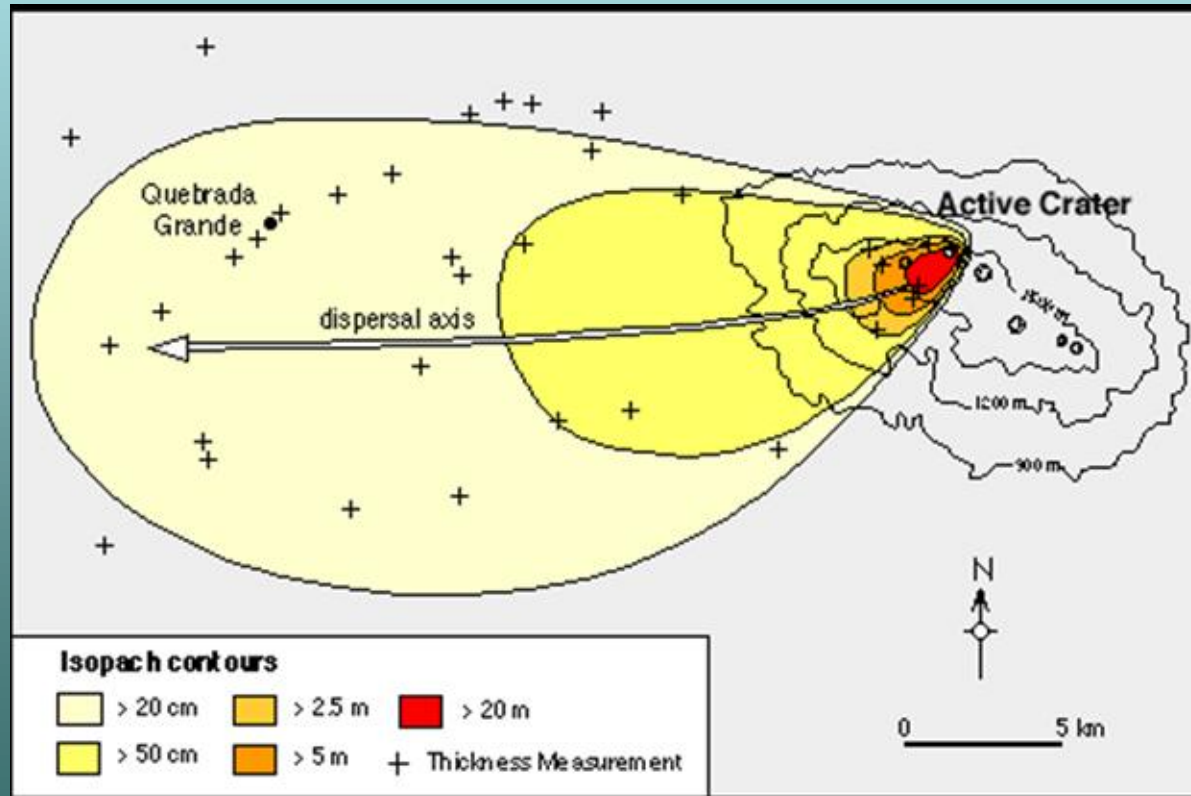 Quebrada
Grande
Active Crater
dispersal axis
1200 m
900 m
N
0 5 km
Isopach contours
> 20 cm
> 2.5 m
> 20 m
> 50 cm
> 5 m
+ Thickness Measurement